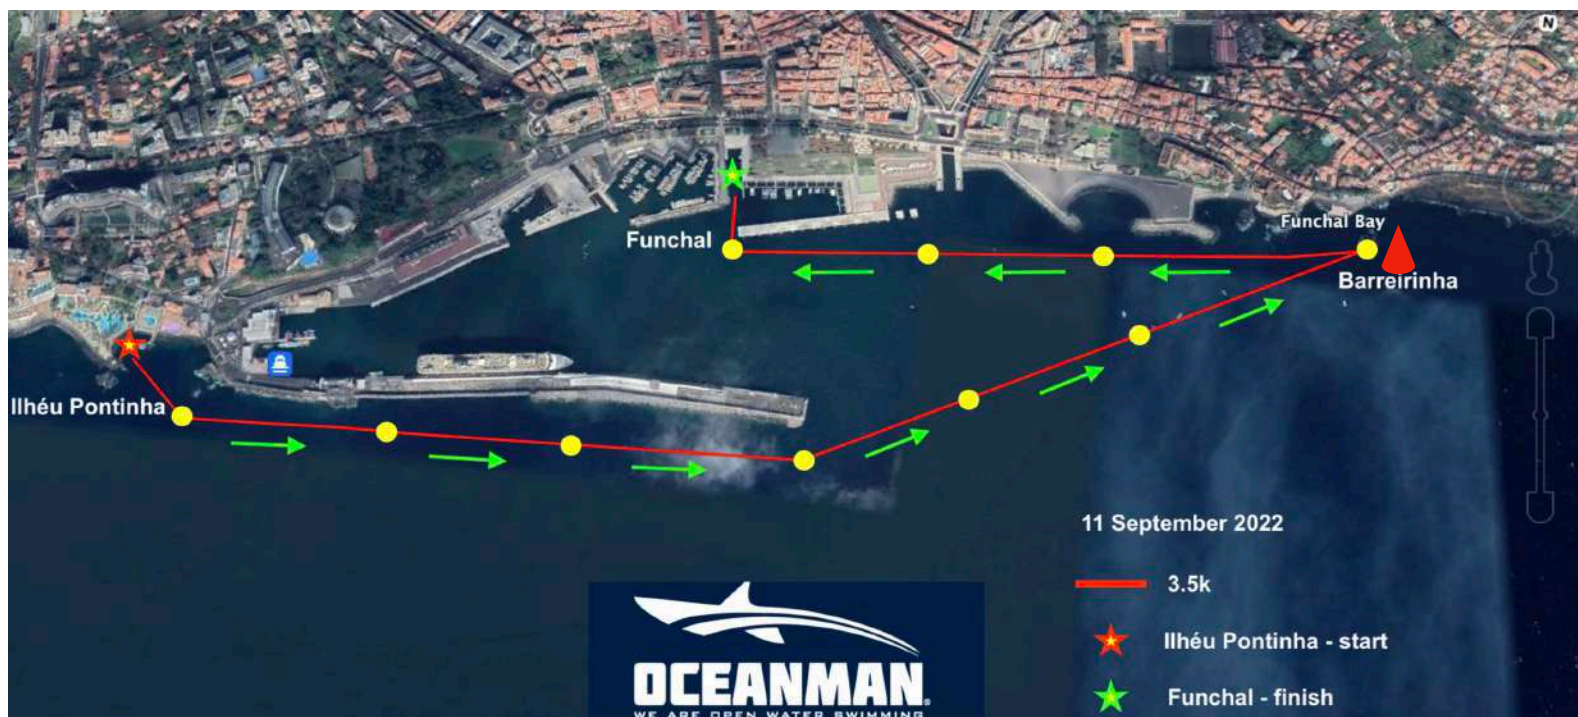 N
Funchal Bay
Funchal
Barreirinha
Ilhéu Pontinha
11 September 2022
3.5k
Ilhéu Pontinha - start
Funchal - finish
OCEANMAN.
WE ARE OPEN WATER SWIMMING